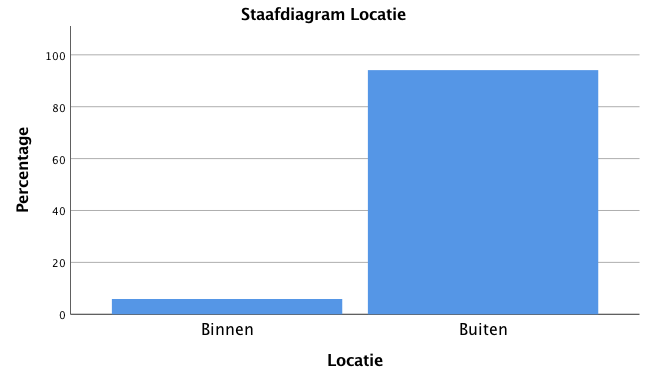 Staafdiagram Locatie
Percentage
100
80
60
40
20
0
Binnen
Buiten
Locatie